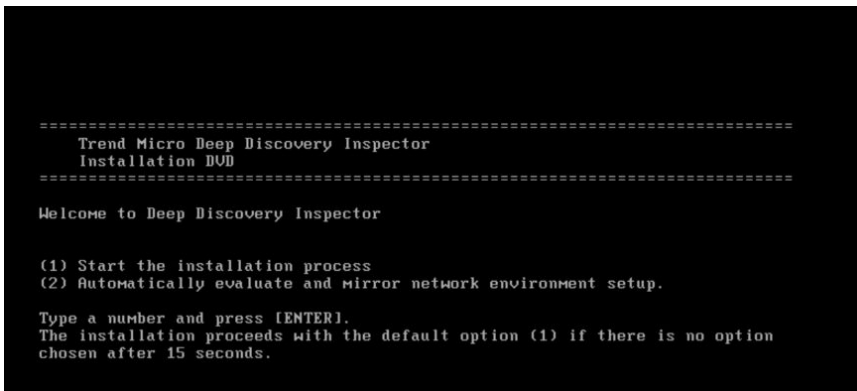 ==============================================================================
Trend Micro Deep Discovery Inspector
Installation DVD
==============================================================================
Welcome to Deep Discovery Inspector
(1) Start the installation process
(2) Automatically evaluate and mirror network environment setup.
Type a number and press [ENTER].
The installation proceeds with the default option (1) if there is no option
chosen after 15 seconds.